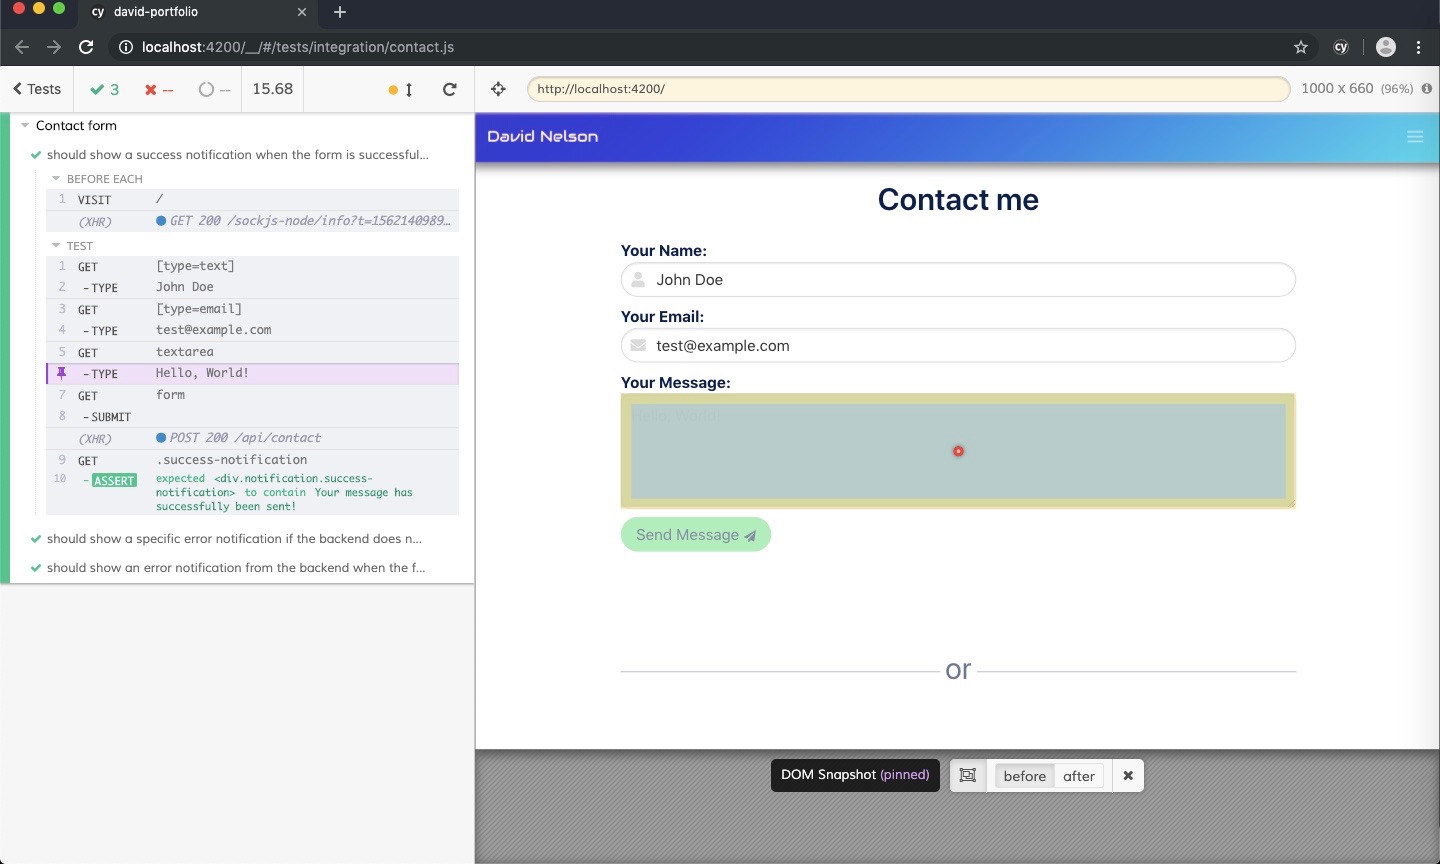 cy david-portfolio
localhost:4200/__/#/tests/integration/contact.js
cy
Tests
3
--
--
15.68
http://localhost:4200/
1000 x 660 (96%)
Contact form
should show a success notification when the form is successful...
BEFORE EACH
1 VISIT /
(XHR) GET 200 /sockjs-node/info?t=1562140989...
TEST
1 GET [type=text]
2 -TYPE John Doe
3 GET [type=email]
4 -TYPE test@example.com
5 GET textarea
-TYPE Hello, World!
7 GET form
8 -SUBMIT
(XHR) POST 200 /api/contact
9 GET .success-notification
10 -ASSERT expected <div.notification.success-
notification> to contain Your message has
successfully been sent!
should show a specific error notification if the backend does n...
should show an error notification from the backend when the f...
David Nelson
Contact me
Your Name:
John Doe
Your Email:
test@example.com
Your Message:
Hello, World!
Send Message
or
DOM Snapshot (pinned)
before after